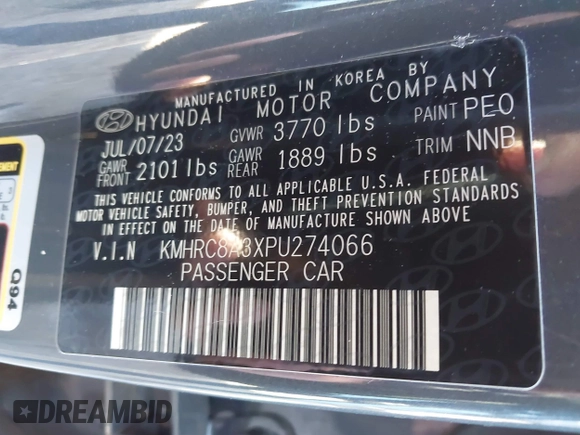 MANUFACTURED IN KOREA BY
HYUNDAI MOTOR COMPANY
JUL/07/23 GVWR 3770 lbs PAINT PE0
GAWR FRONT 2101 lbs GAWR REAR 1889 lbs TRIM NNB
THIS VEHICLE CONFORMS TO ALL APPLICABLE U.S.A. FEDERAL
MOTOR VEHICLE SAFETY, BUMPER, AND THEFT PREVENTION STANDARDS
IN EFFECT ON THE DATE OF MANUFACTURE SHOWN ABOVE.
V.I.N KMHRC8A3XPU274066
PASSENGER CAR
Q94
DREAMBID